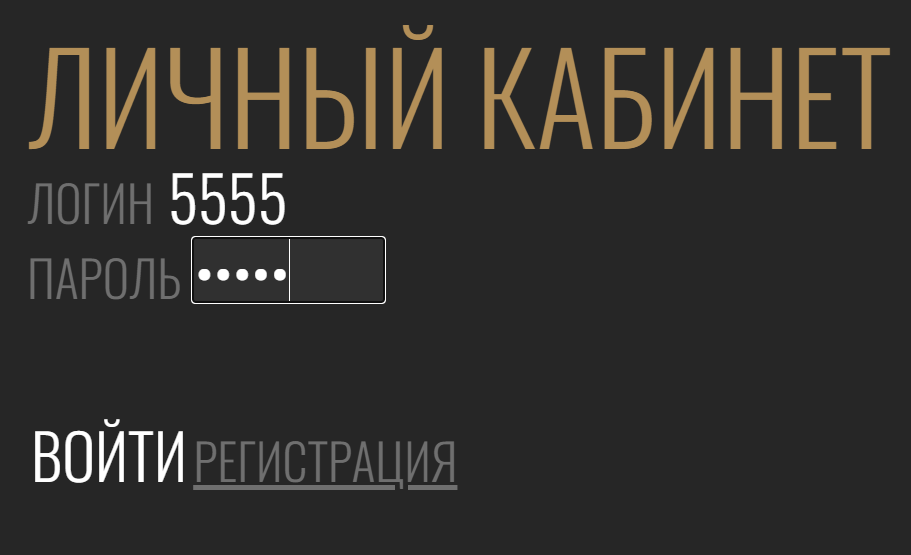 ЛИЧНЫЙ КАБИНЕТ
ЛОГИН 5555
ПАРОЛЬ •••••
ВОЙТИ РЕГИСТРАЦИЯ